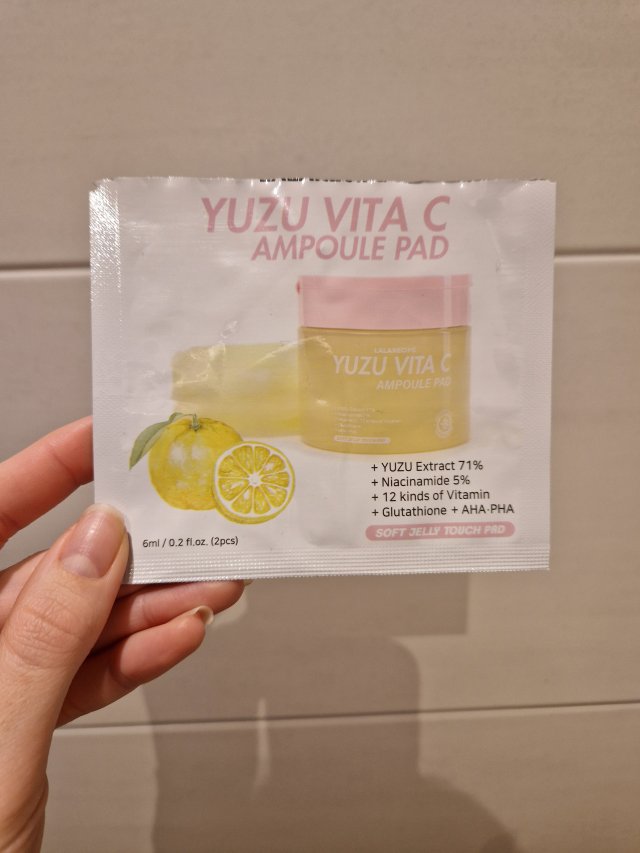 YUZU VITA C
AMPOULE PAD
YUZU VITA C
AMPOULE PAD
+ YUZU Extract 71%
+ Niacinamide 5%
+ 12 kinds of Vitamin
+ Glutathione + AHA·PHA
SOFT JELLY TOUCH PAD
6ml / 0.2 fl.oz. (2pcs)